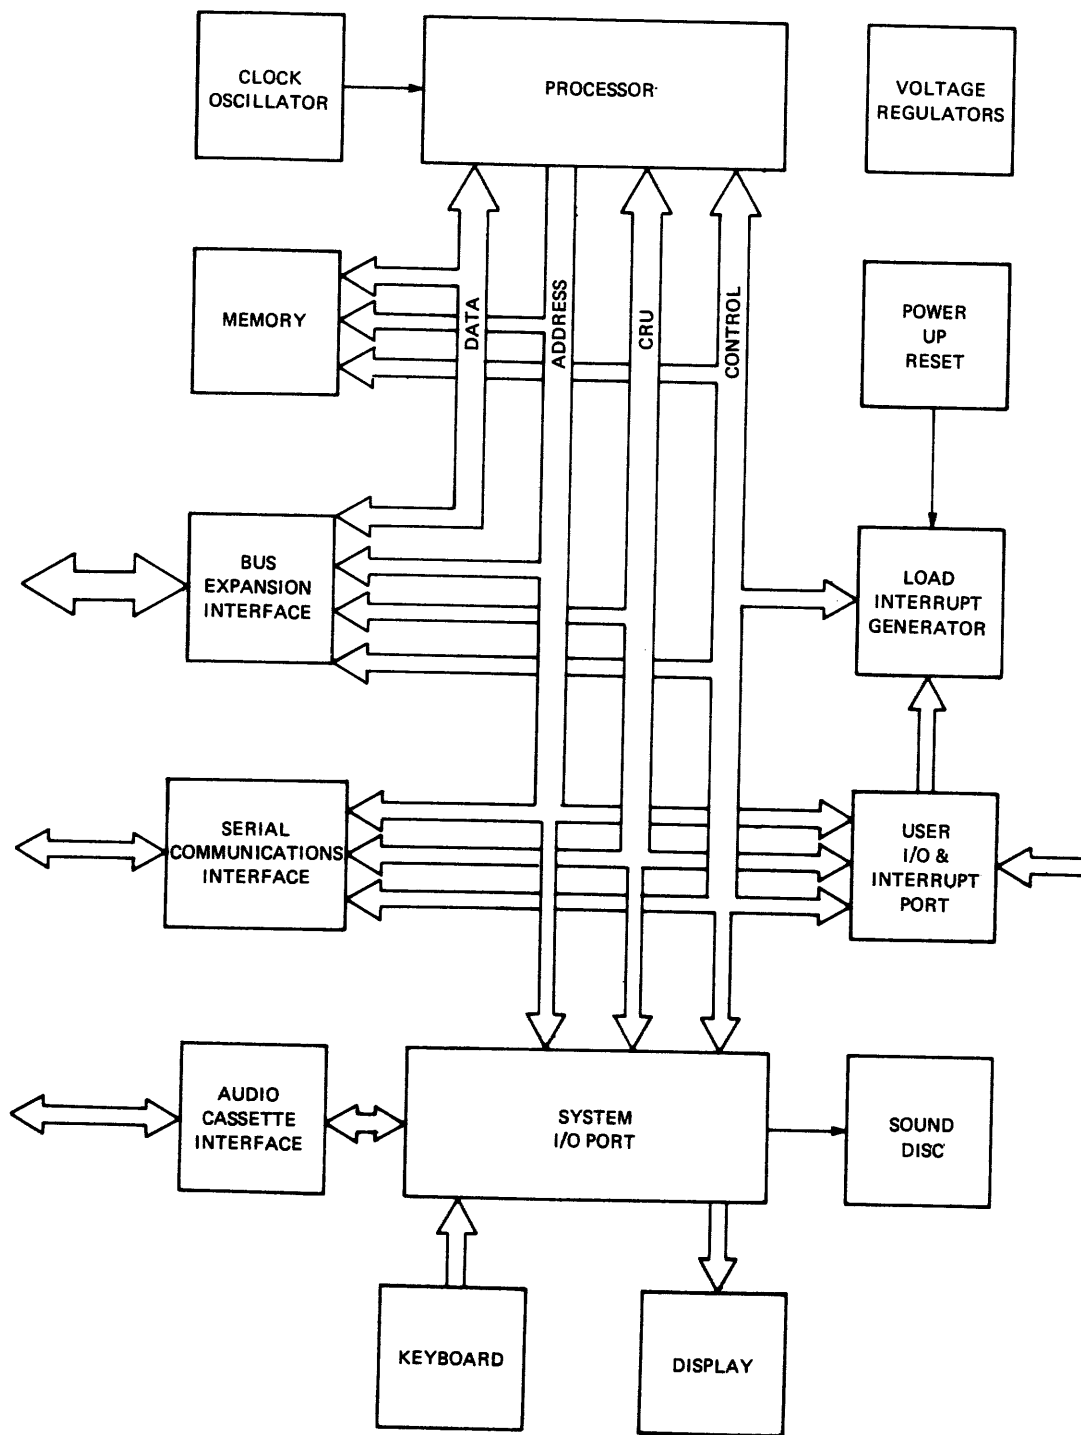 CLOCK
OSCILLATOR
PROCESSOR
VOLTAGE
REGULATORS
MEMORY
DATA
ADDRESS
CRU
CONTROL
POWER
UP
RESET
BUS
EXPANSION
INTERFACE
LOAD
INTERRUPT
GENERATOR
SERIAL
COMMUNICATIONS
INTERFACE
USER
I/O &
INTERRUPT
PORT
AUDIO
CASSETTE
INTERFACE
SYSTEM
I/O PORT
SOUND
DISC
KEYBOARD
DISPLAY